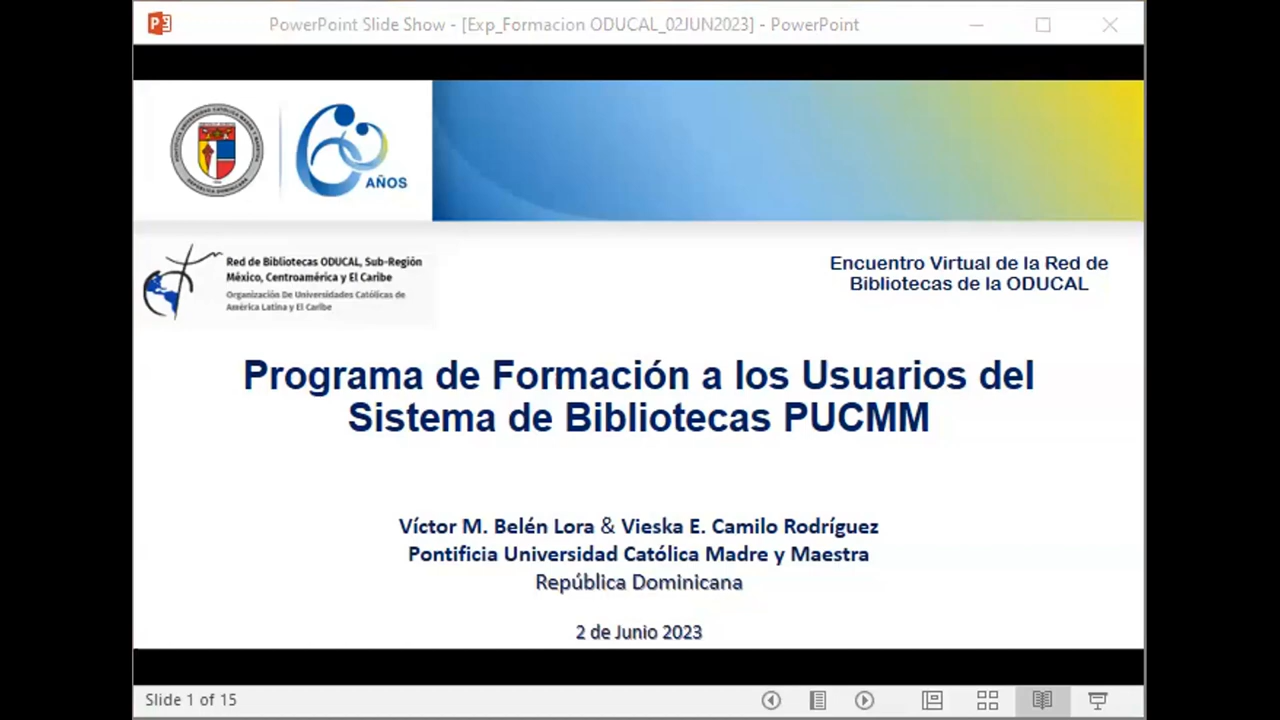 PowerPoint Slide Show - [Exp_Formacion ODUCAL_02JUN2023] - PowerPoint
AÑOS
Red de Bibliotecas ODUCAL, Sub-Región
México, Centroamérica y El Caribe
Organización De Universidades Católicas de
América Latina y El Caribe
Encuentro Virtual de la Red de
Bibliotecas de la ODUCAL
Programa de Formación a los Usuarios del
Sistema de Bibliotecas PUCMM
Víctor M. Belén Lora & Vieska E. Camilo Rodríguez
Pontificia Universidad Católica Madre y Maestra
República Dominicana
2 de Junio 2023
Slide 1 of 15